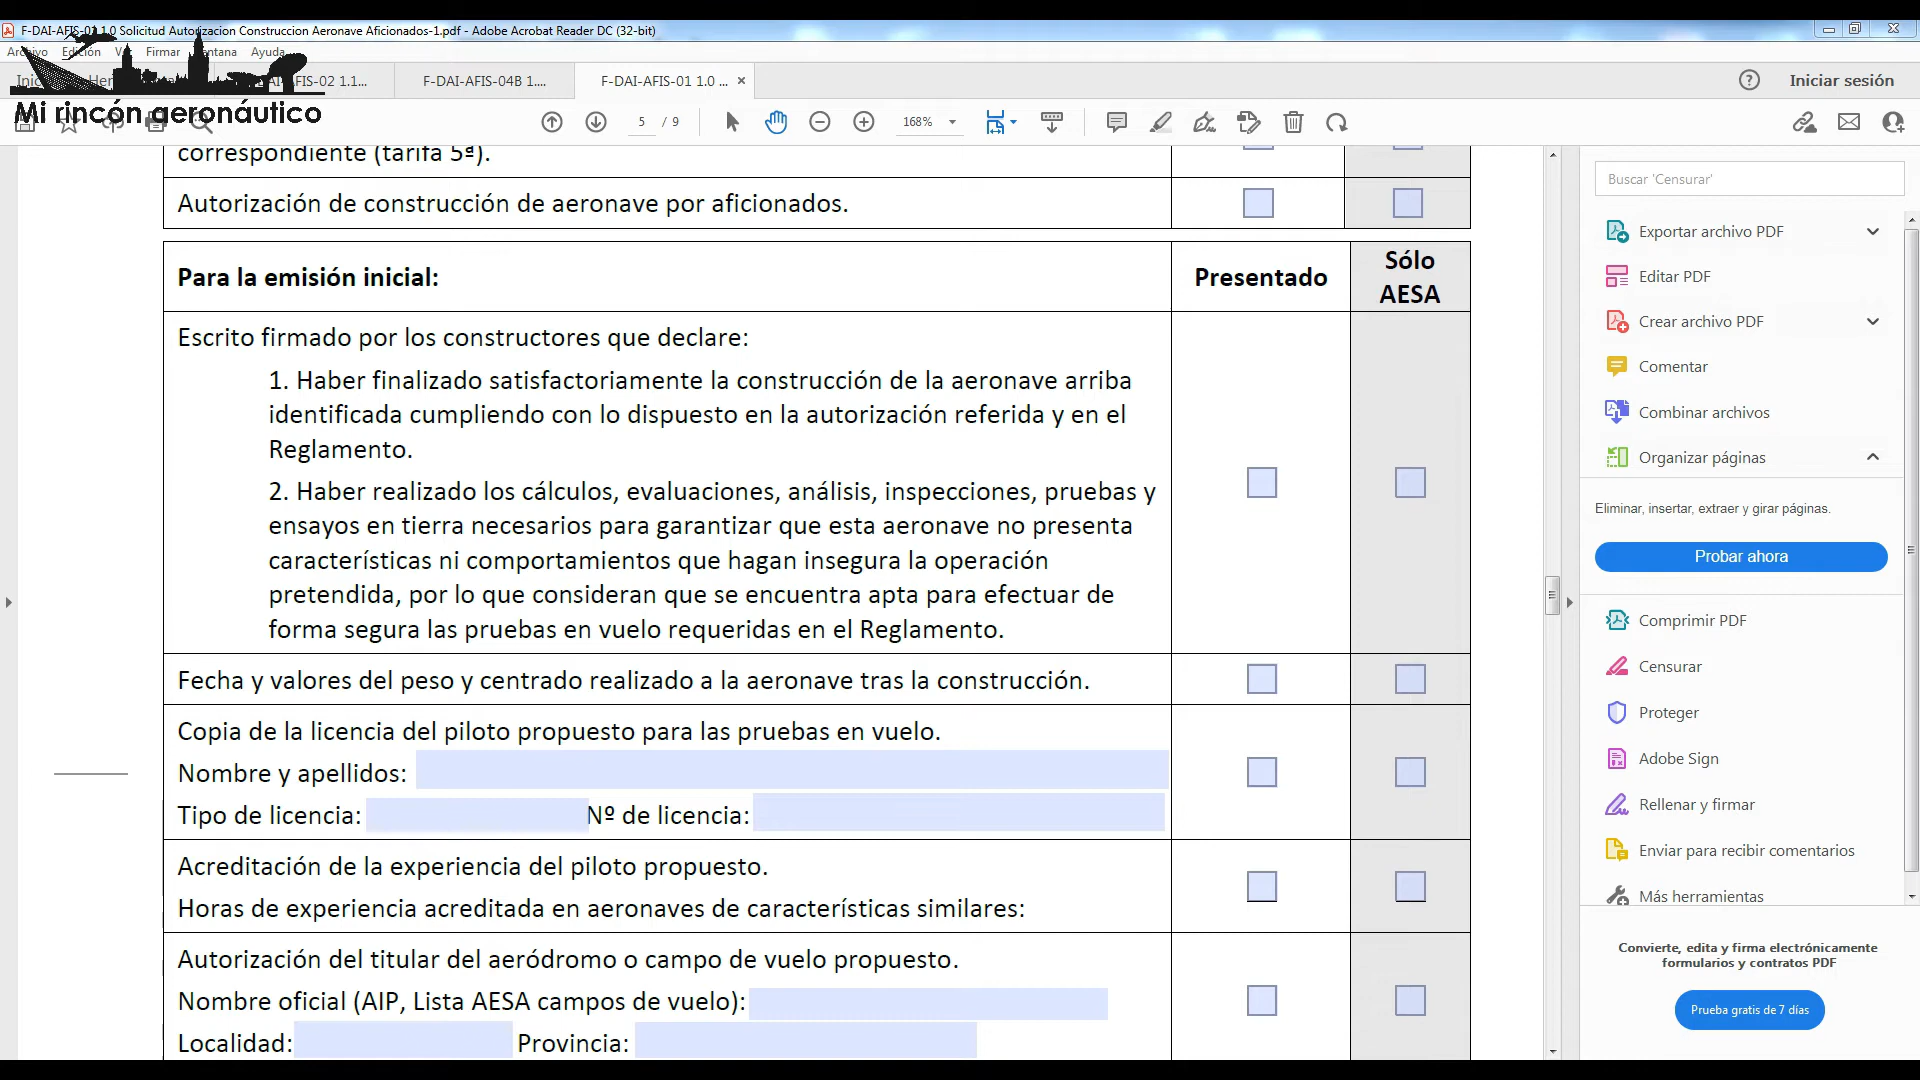 F-DAI-AFIS-01 1.0 Solicitud Autorizacion Construccion Aeronave Aficionados-1.pdf - Adobe Acrobat Reader DC (32-bit)
Archivo Edición Firmar Ventana Ayuda
AFIS-02 1.1... F-DAI-AFIS-04B 1.... F-DAI-AFIS-01 1.0 ... × Iniciar sesión
Mi rincón aeronáutico
5 / 9 168%
correspondiente (tarifa 5ª).
Autorización de construcción de aeronave por aficionados.
Para la emisión inicial: Presentado Sólo AESA
Escrito firmado por los constructores que declare:
1. Haber finalizado satisfactoriamente la construcción de la aeronave arriba
identificada cumpliendo con lo dispuesto en la autorización referida y en el
Reglamento.
2. Haber realizado los cálculos, evaluaciones, análisis, inspecciones, pruebas y
ensayos en tierra necesarios para garantizar que esta aeronave no presenta
características ni comportamientos que hagan insegura la operación
pretendida, por lo que consideran que se encuentra apta para efectuar de
forma segura las pruebas en vuelo requeridas en el Reglamento.
Fecha y valores del peso y centrado realizado a la aeronave tras la construcción.
Copia de la licencia del piloto propuesto para las pruebas en vuelo.
Nombre y apellidos:
Tipo de licencia: Nº de licencia:
Acreditación de la experiencia del piloto propuesto.
Horas de experiencia acreditada en aeronaves de características similares:
Autorización del titular del aeródromo o campo de vuelo propuesto.
Nombre oficial (AIP, Lista AESA campos de vuelo):
Localidad: Provincia:
Buscar 'Censurar'
Exportar archivo PDF
Editar PDF
Crear archivo PDF
Comentar
Combinar archivos
Organizar páginas
Eliminar, insertar, extraer y girar páginas.
Probar ahora
Comprimir PDF
Censurar
Proteger
Adobe Sign
Rellenar y firmar
Enviar para recibir comentarios
Más herramientas
Convierte, edita y firma electrónicamente
formularios y contratos PDF
Prueba gratis de 7 días